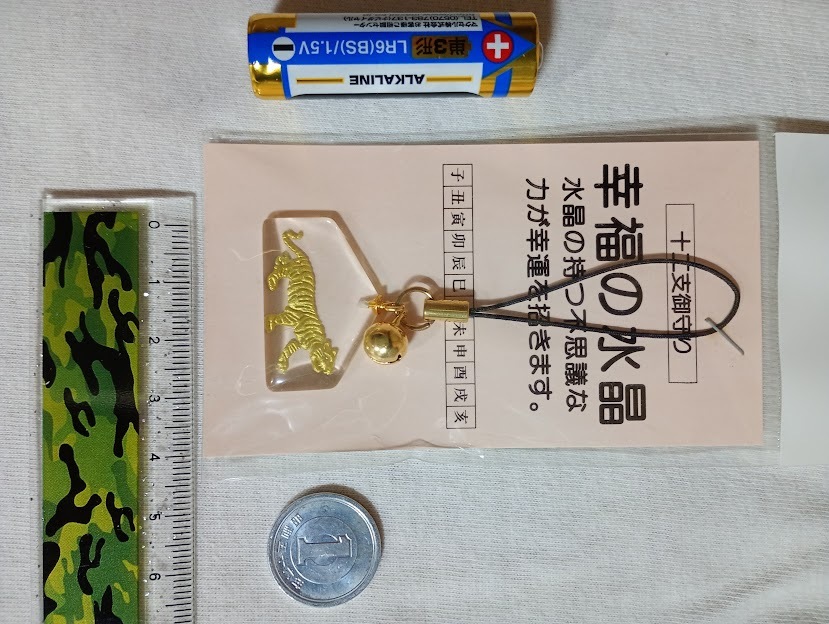 十二支御守り
幸福の水晶
水晶の持つ不思議な
力が幸運を招きます。
子丑寅卯辰巳
未申酉戌亥
ALKALINE
単3形 LR6(BS)/1.5V
0 1 2 3 4 5 6
1